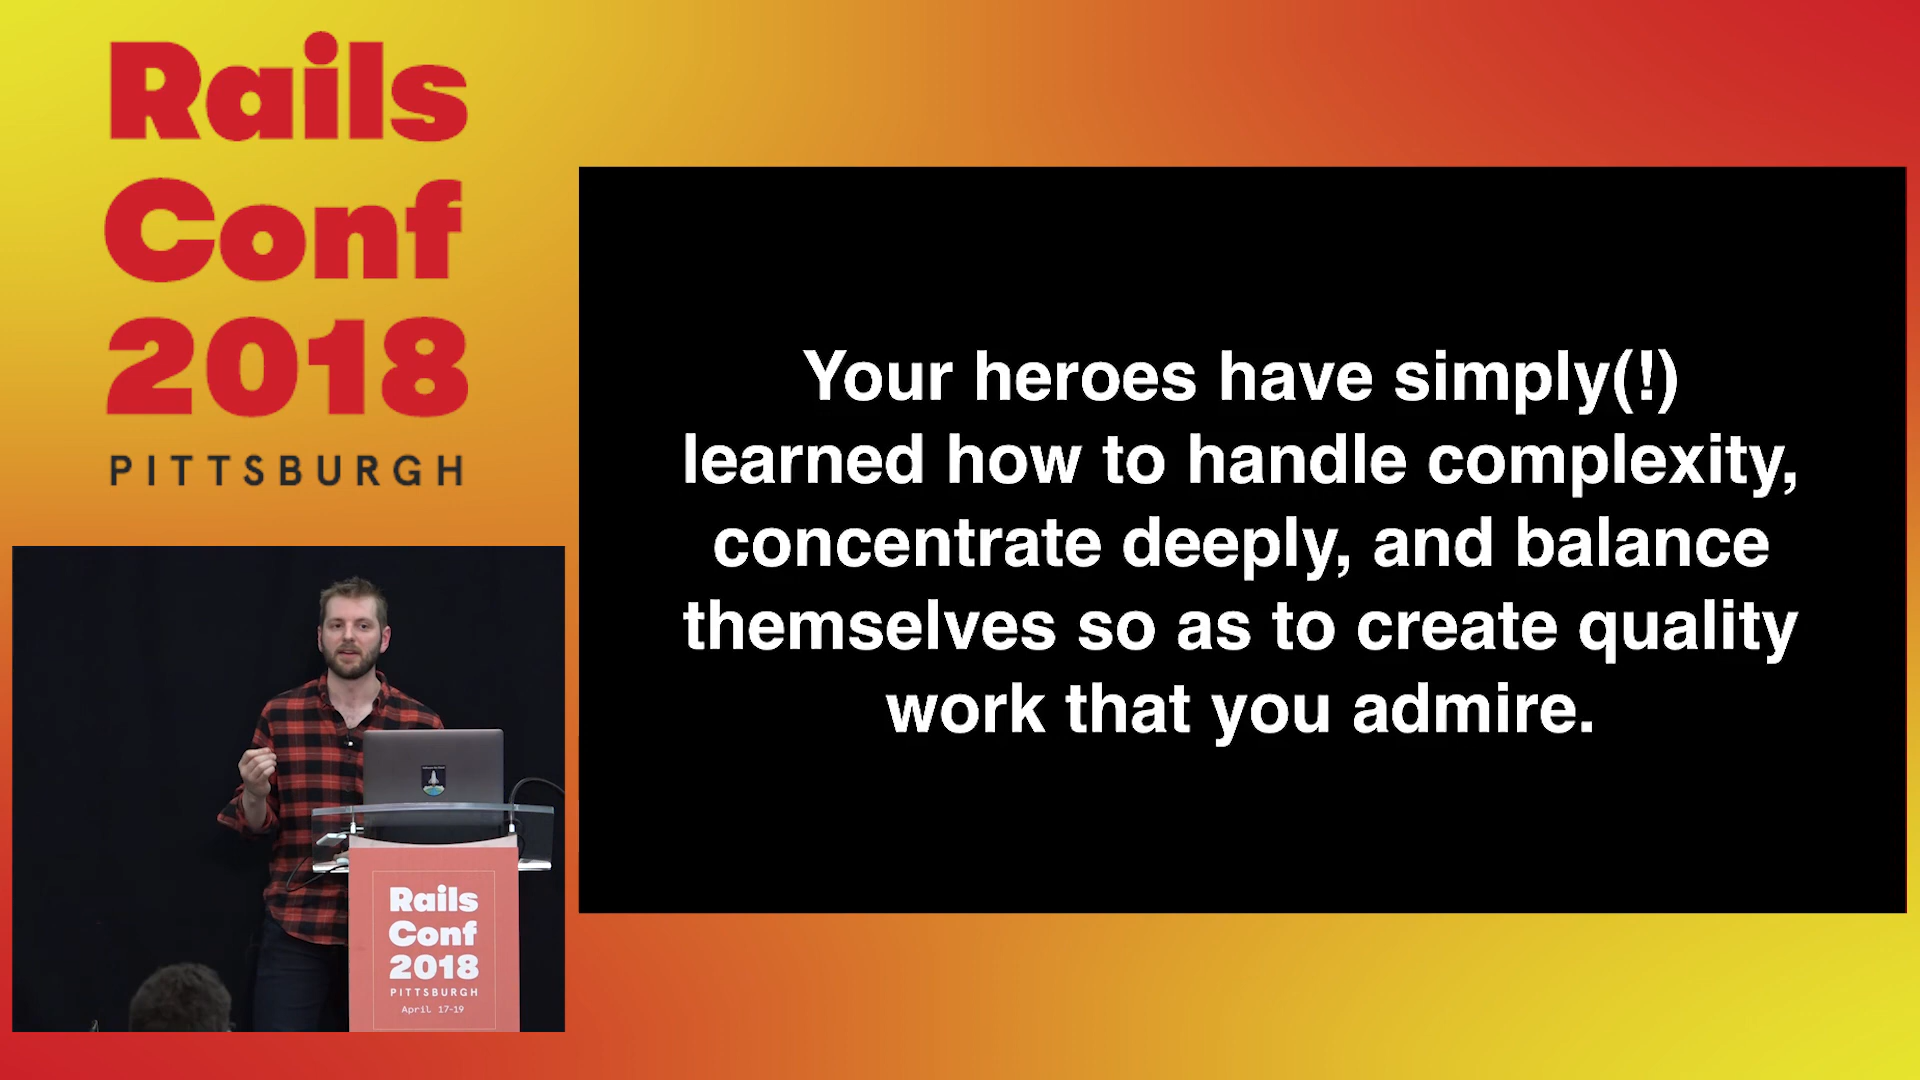 Rails
Conf
2018
PITTSBURGH
Your heroes have simply(!)
learned how to handle complexity,
concentrate deeply, and balance
themselves so as to create quality
work that you admire.
Rails
Conf
2018
PITTSBURGH
April 17-19